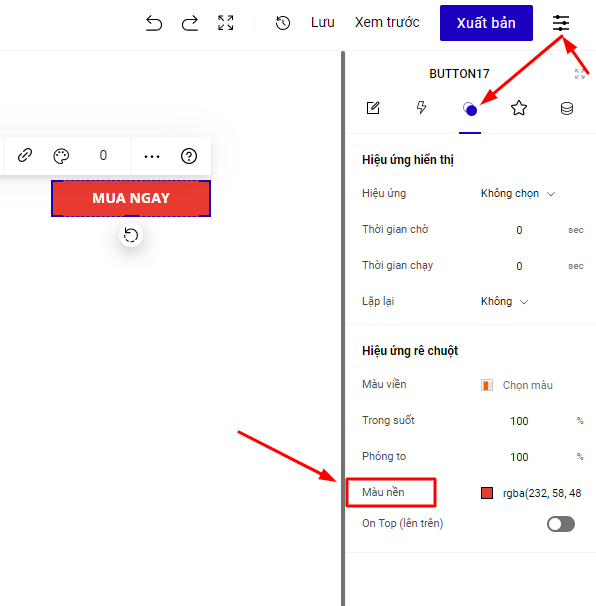 Lưu Xem trước Xuất bản
BUTTON17
0
MUA NGAY
Hiệu ứng hiển thị
Hiệu ứng Không chọn
Thời gian chờ 0 sec
Thời gian chạy 0 sec
Lặp lại Không
Hiệu ứng rê chuột
Màu viền Chọn màu
Trong suốt 100 %
Phóng to 100 %
Màu nền rgba(232, 58, 48
On Top (lên trên)